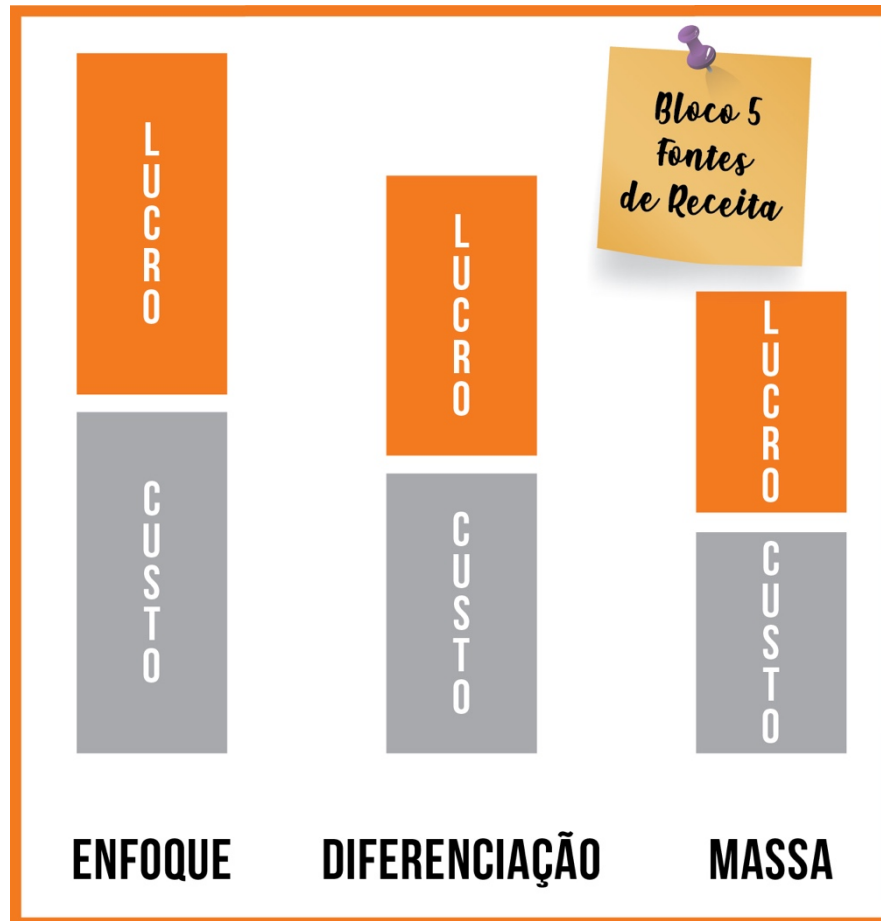 LUCRO
CUSTO
ENFOQUE
LUCRO
CUSTO
DIFERENCIAÇÃO
Bloco 5
Fontes
de Receita
LUCRO
CUSTO
MASSA